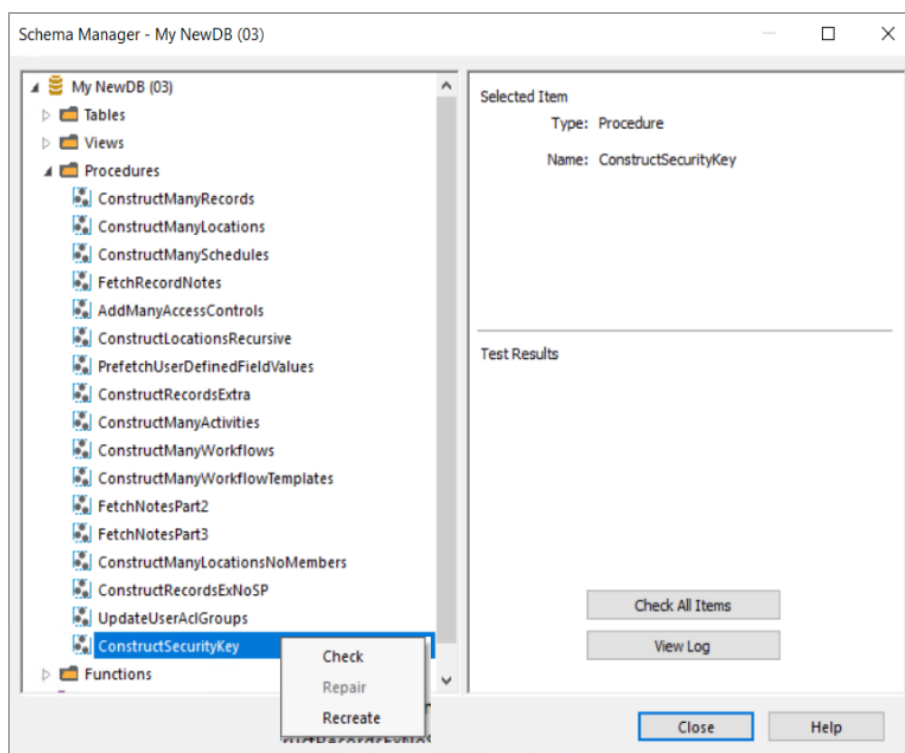 Schema Manager - My NewDB (03)
My NewDB (03)
Tables
Views
Procedures
ConstructManyRecords
ConstructManyLocations
ConstructManySchedules
FetchRecordNotes
AddManyAccessControls
ConstructLocationsRecursive
PrefetchUserDefinedFieldValues
ConstructRecordsExtra
ConstructManyActivities
ConstructManyWorkflows
ConstructManyWorkflowTemplates
FetchNotesPart2
FetchNotesPart3
ConstructManyLocationsNoMembers
ConstructRecordsExNoSP
UpdateUserAclGroups
ConstructSecurityKey
Functions
Check
Repair
Recreate
Selected Item
Type: Procedure
Name: ConstructSecurityKey
Test Results
Check All Items
View Log
Close
Help